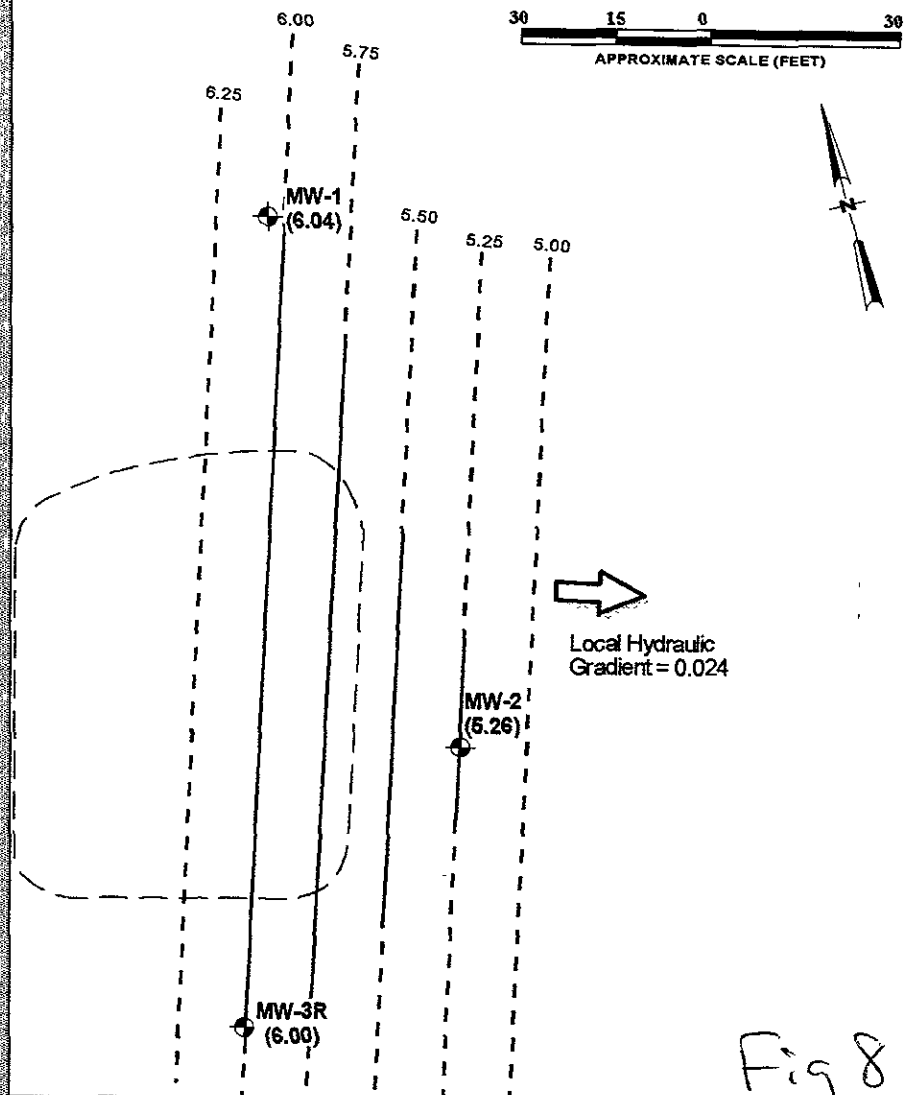 30 15 0 30
APPROXIMATE SCALE (FEET)
6.00
5.75
6.25
MW-1
(6.04)
N
5.50
5.25
5.00
Local Hydraulic
Gradient = 0.024
MW-2
(5.26)
MW-3R
(6.00)
Fig 8